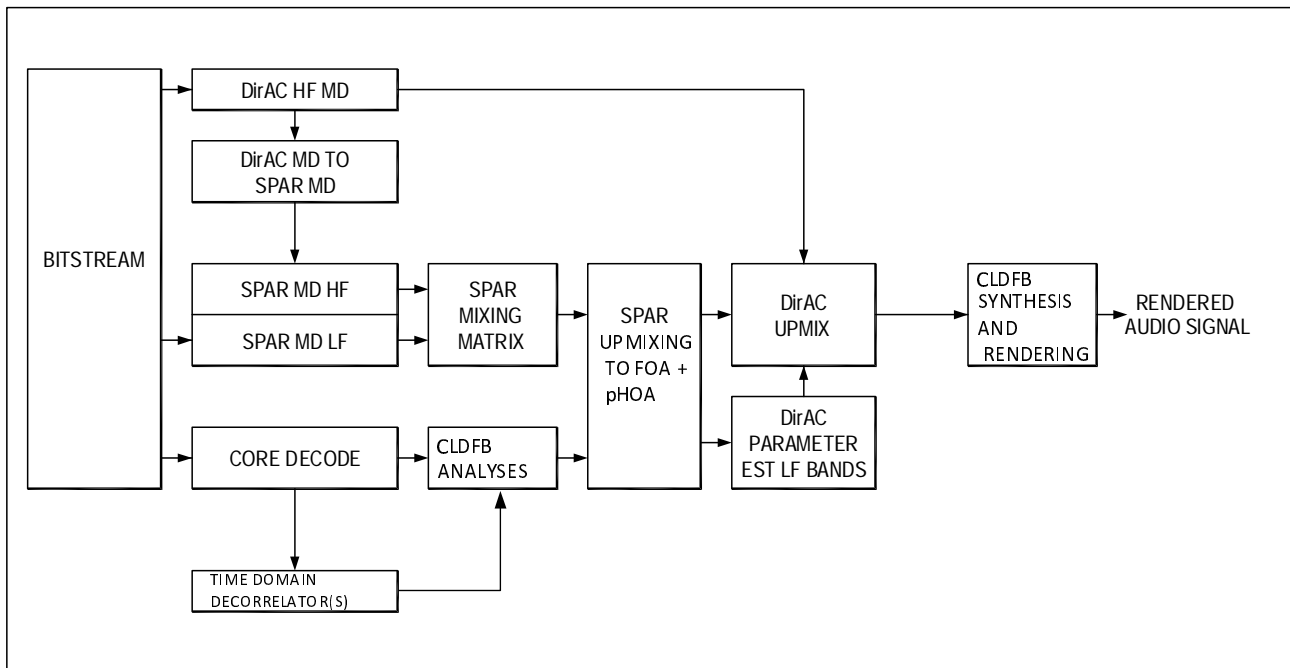 BITSTREAM
DirAC HF MD
DirAC MD TO
SPAR MD
SPAR MD HF
SPAR MD LF
SPAR
MIXING
MATRIX
CORE DECODE
CLDFB
ANALYSES
TIME DOMAIN
DECORRELATOR(S)
SPAR
UPMIXING
TO FOA +
pHOA
DirAC
UPMIX
DirAC
PARAMETER
EST LF BANDS
CLDFB
SYNTHESIS
AND
RENDERING
RENDERED
AUDIO SIGNAL